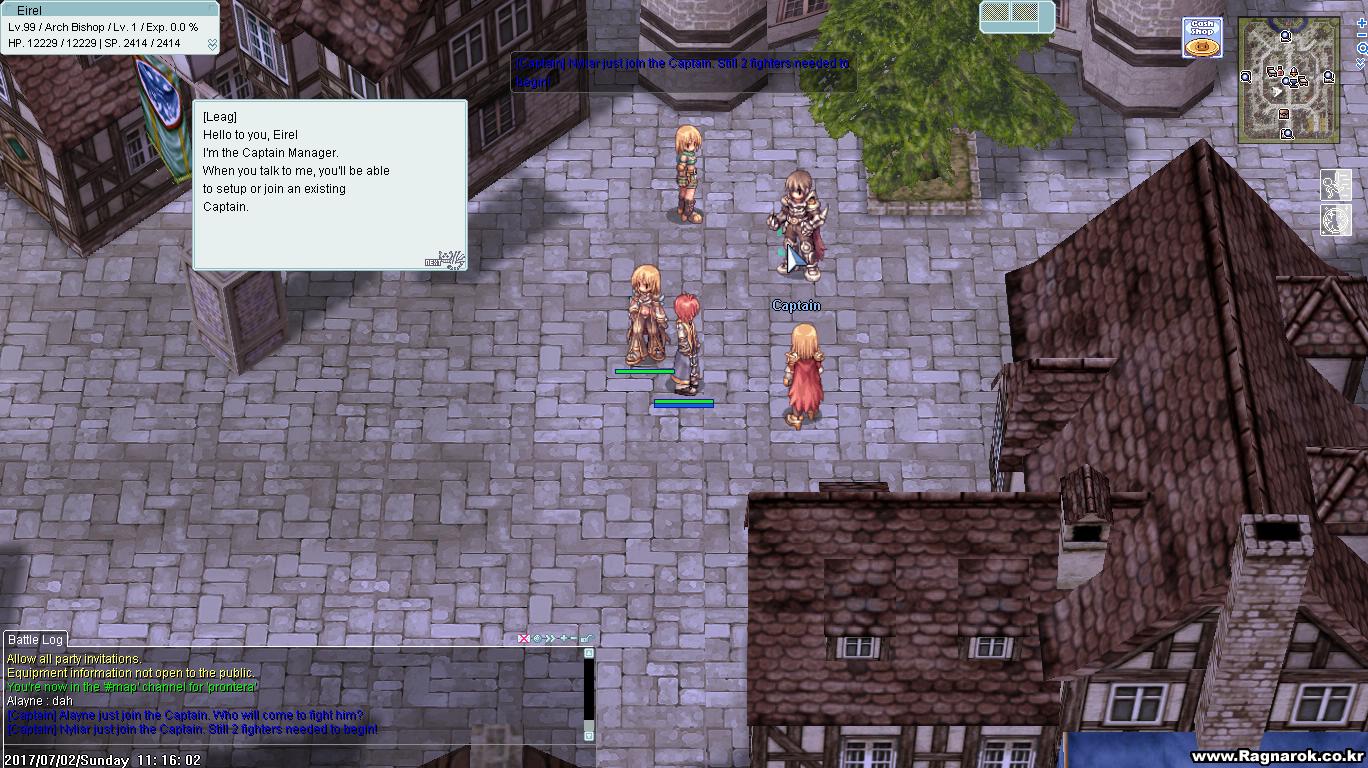 Eirel
Lv.99 / Arch Bishop / Lv. 1 / Exp. 0.0 %
HP. 12229 / 12229 | SP. 2414 / 2414
[Captain] Nyliar just join the Captain. Still 2 fighters needed to
begin!
Cash
Shop
[Leag]
Hello to you, Eirel
I'm the Captain Manager.
When you talk to me, you'll be able
to setup or join an existing
Captain.
NEXT
Captain
Battle Log
Allow all party invitations.
Equipment information not open to the public.
You're now in the '#map' channel for 'prontera'
Alayne : dah
[Captain] Alayne just join the Captain. Who will come to fight him?
[Captain] Nyliar just join the Captain. Still 2 fighters needed to begin!
2017/07/02/Sunday 11:16:02
www.Ragnarok.co.kr